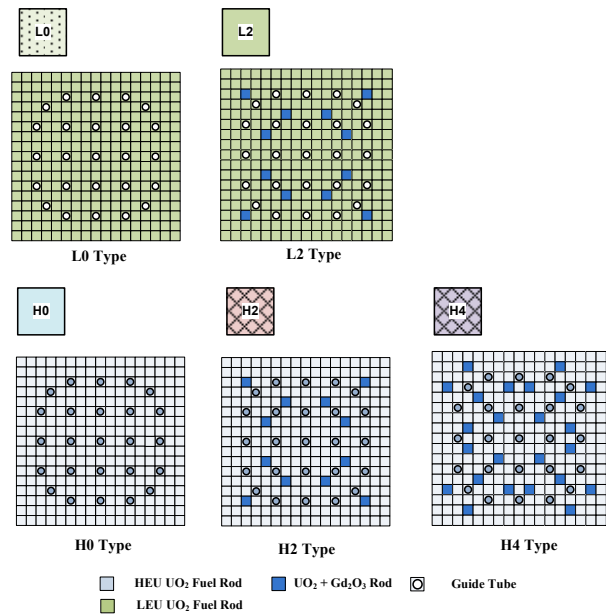 L0
L2
L0 Type
L2 Type
H0
H2
H4
H0 Type
H2 Type
H4 Type
HEU UO₂ Fuel Rod
UO₂ + Gd₂O₃ Rod
Guide Tube
LEU UO₂ Fuel Rod